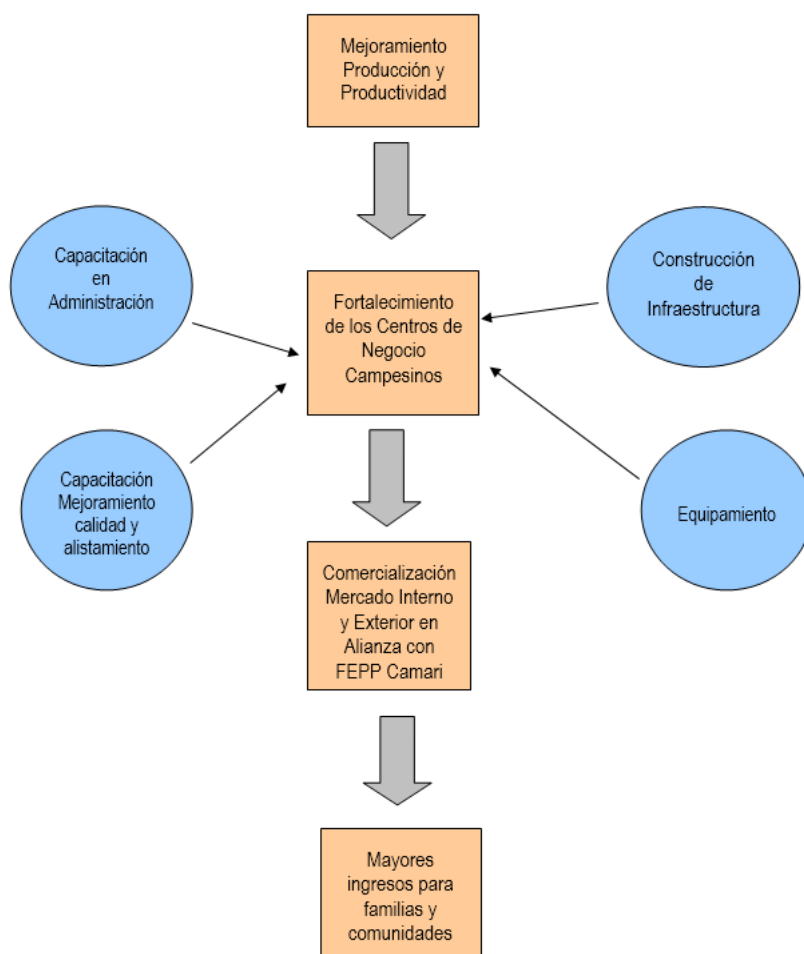 Mejoramiento
Producción y
Productividad
Capacitación
en
Administración
Construcción
de
Infraestructura
Fortalecimiento
de los Centros de
Negocio
Campesinos
Capacitación
Mejoramiento
calidad y
alistamiento
Equipamiento
Comercialización
Mercado Interno
y Exterior en
Alianza con
FEPP Camari
Mayores
ingresos para
familias y
comunidades